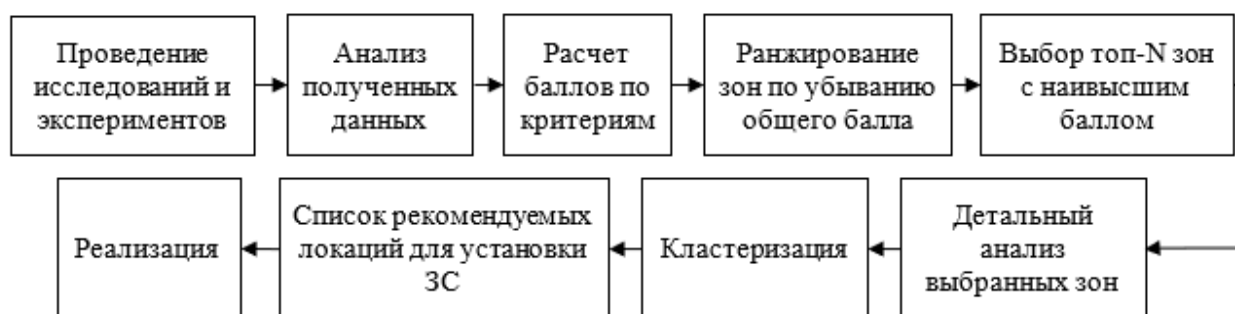 Проведение
исследований и
экспериментов
Анализ
полученных
данных
Расчет
баллов по
критериям
Ранжирование
зон по убыванию
общего балла
Выбор топ-N зон
с наивысшим
баллом
Детальный
анализ
выбранных зон
Кластеризация
Список рекомендуемых
локаций для установки
ЗС
Реализация